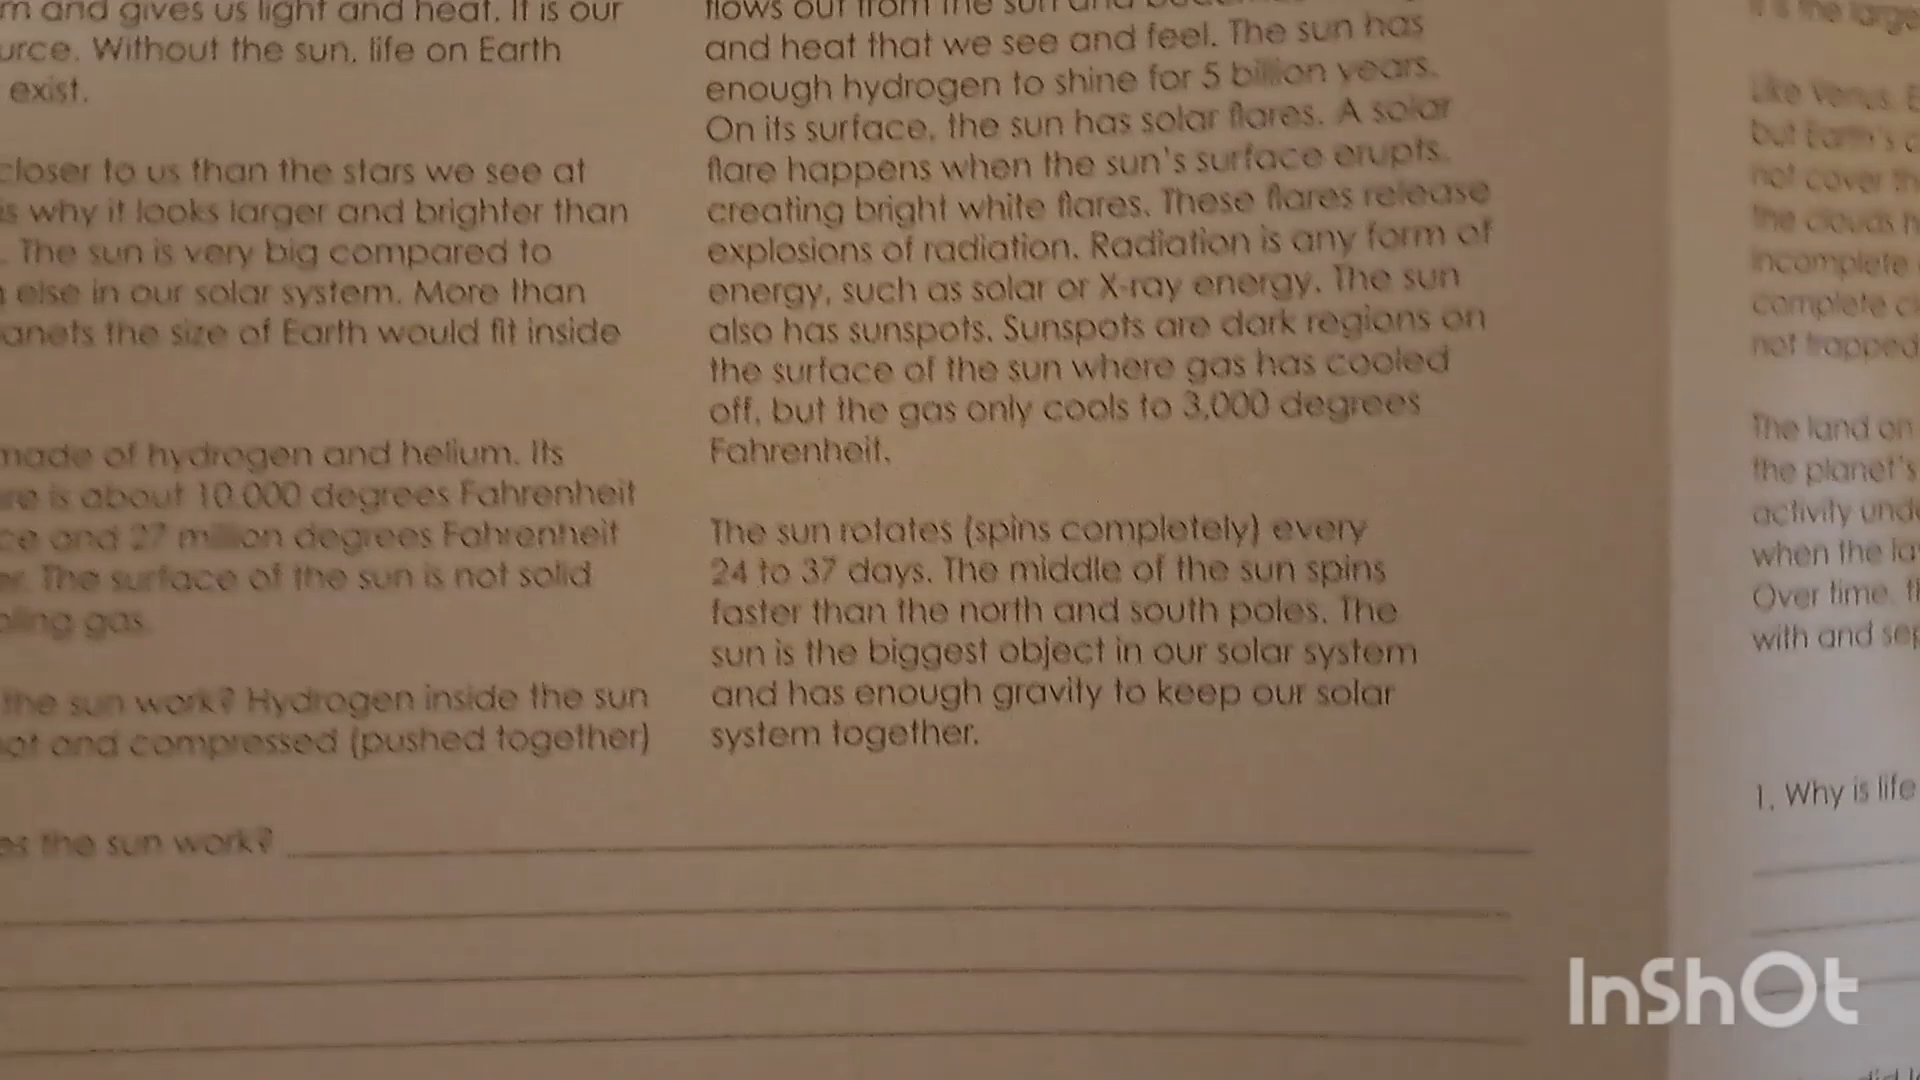 and gives us light and heat. It is our
Without the sun, life on Earth
exist.
closer to us than the stars we see at
is why it looks larger and brighter than
. The sun is very big compared to
else in our solar system. More than
the size of Earth would fit inside
made of hydrogen and helium. Its
is about 10,000 degrees Fahrenheit
and 27 million degrees Fahrenheit
The surface of the sun is not solid
gas.
the sun work? Hydrogen inside the sun
and compressed (pushed together)
flows out from the sun and
and heat that we see and feel. The sun has
enough hydrogen to shine for 5 billion years.
On its surface, the sun has solar flares. A solar
flare happens when the sun's surface erupts,
creating bright white flares. These flares release
explosions of radiation. Radiation is any form of
energy, such as solar or X-ray energy. The sun
also has sunspots. Sunspots are dark regions on
the surface of the sun where gas has cooled
off, but the gas only cools to 3,000 degrees
Fahrenheit.
The sun rotates (spins completely) every
24 to 37 days. The middle of the sun spins
faster than the north and south poles. The
sun is the biggest object in our solar system
and has enough gravity to keep our solar
system together.
the sun work?
It is the
Like Venus,
but Earth's
not cover
the clouds
incomplete
complete
not trapped
The land on
the planet's
activity
when the
Over time,
with and
1. Why is life
InShOt